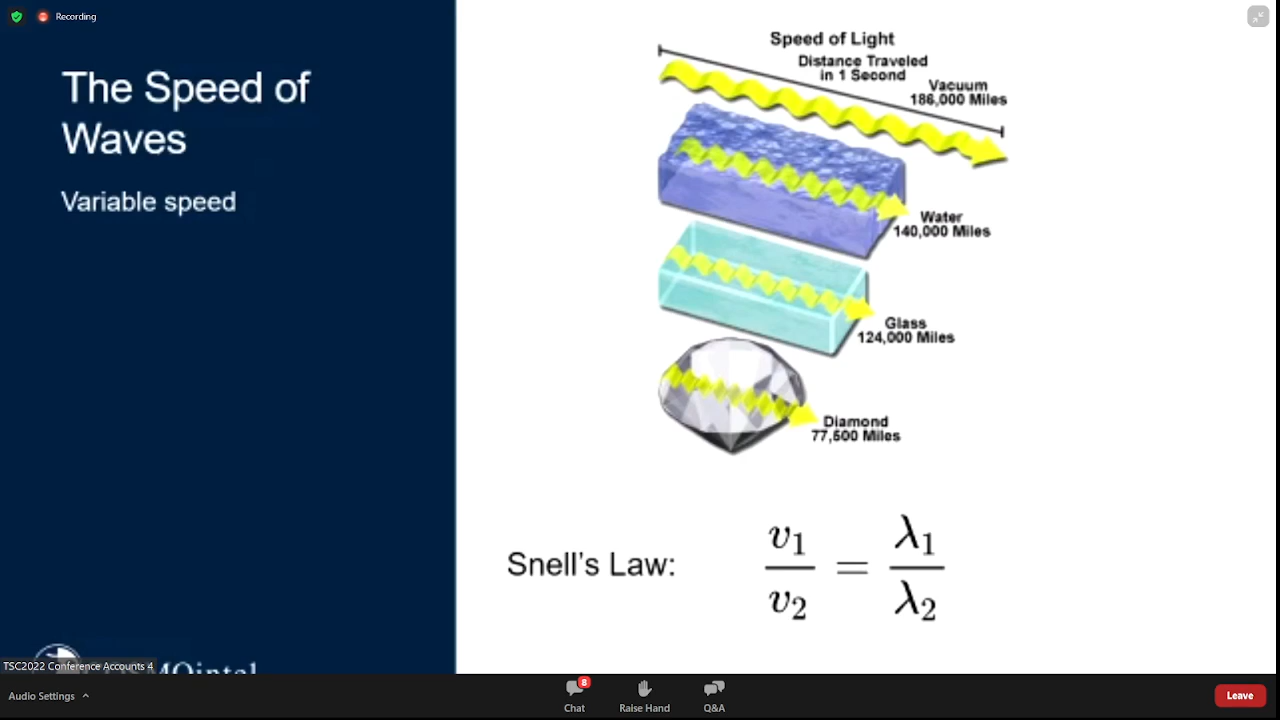 Recording
The Speed of
Waves
Variable speed
Speed of Light
Distance Traveled
in 1 Second
Vacuum
186,000 Miles
Water
140,000 Miles
Glass
124,000 Miles
Diamond
77,500 Miles
Snell's Law:
v1/v2 = λ1/λ2
TSC2022 Conference Accounts 4
Audio Settings
8
Chat
Raise Hand
Q&A
Leave